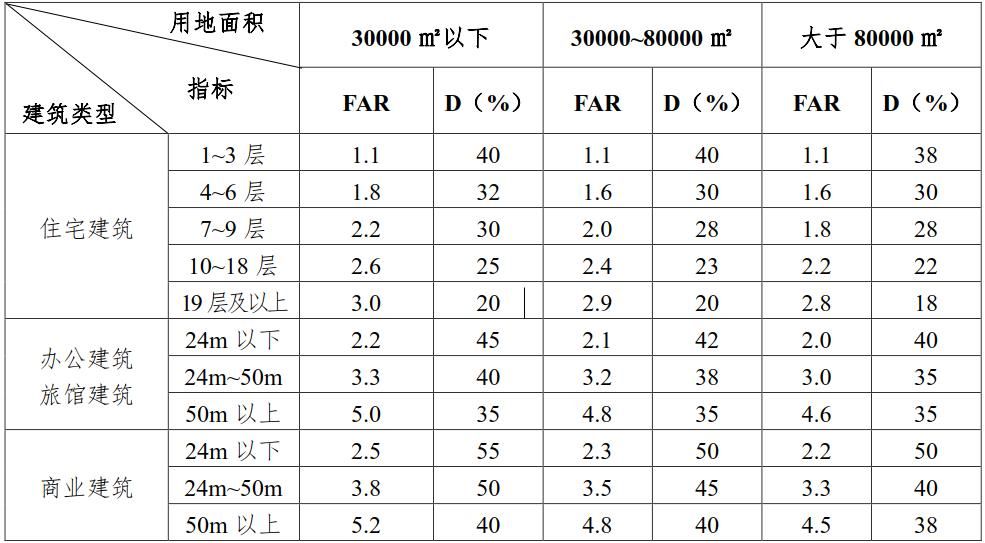 用地面积 30000 ㎡以下 30000~80000 ㎡ 大于 80000 ㎡
指标
建筑类型 FAR D（%） FAR D（%） FAR D（%）
住宅建筑
1~3 层 1.1 40 1.1 40 1.1 38
4~6 层 1.8 32 1.6 30 1.6 30
7~9 层 2.2 30 2.0 28 1.8 28
10~18 层 2.6 25 2.4 23 2.2 22
19 层及以上 3.0 20 2.9 20 2.8 18
办公建筑
旅馆建筑
24m 以下 2.2 45 2.1 42 2.0 40
24m~50m 3.3 40 3.2 38 3.0 35
50m 以上 5.0 35 4.8 35 4.6 35
商业建筑
24m 以下 2.5 55 2.3 50 2.2 50
24m~50m 3.8 50 3.5 45 3.3 40
50m 以上 5.2 40 4.8 40 4.5 38